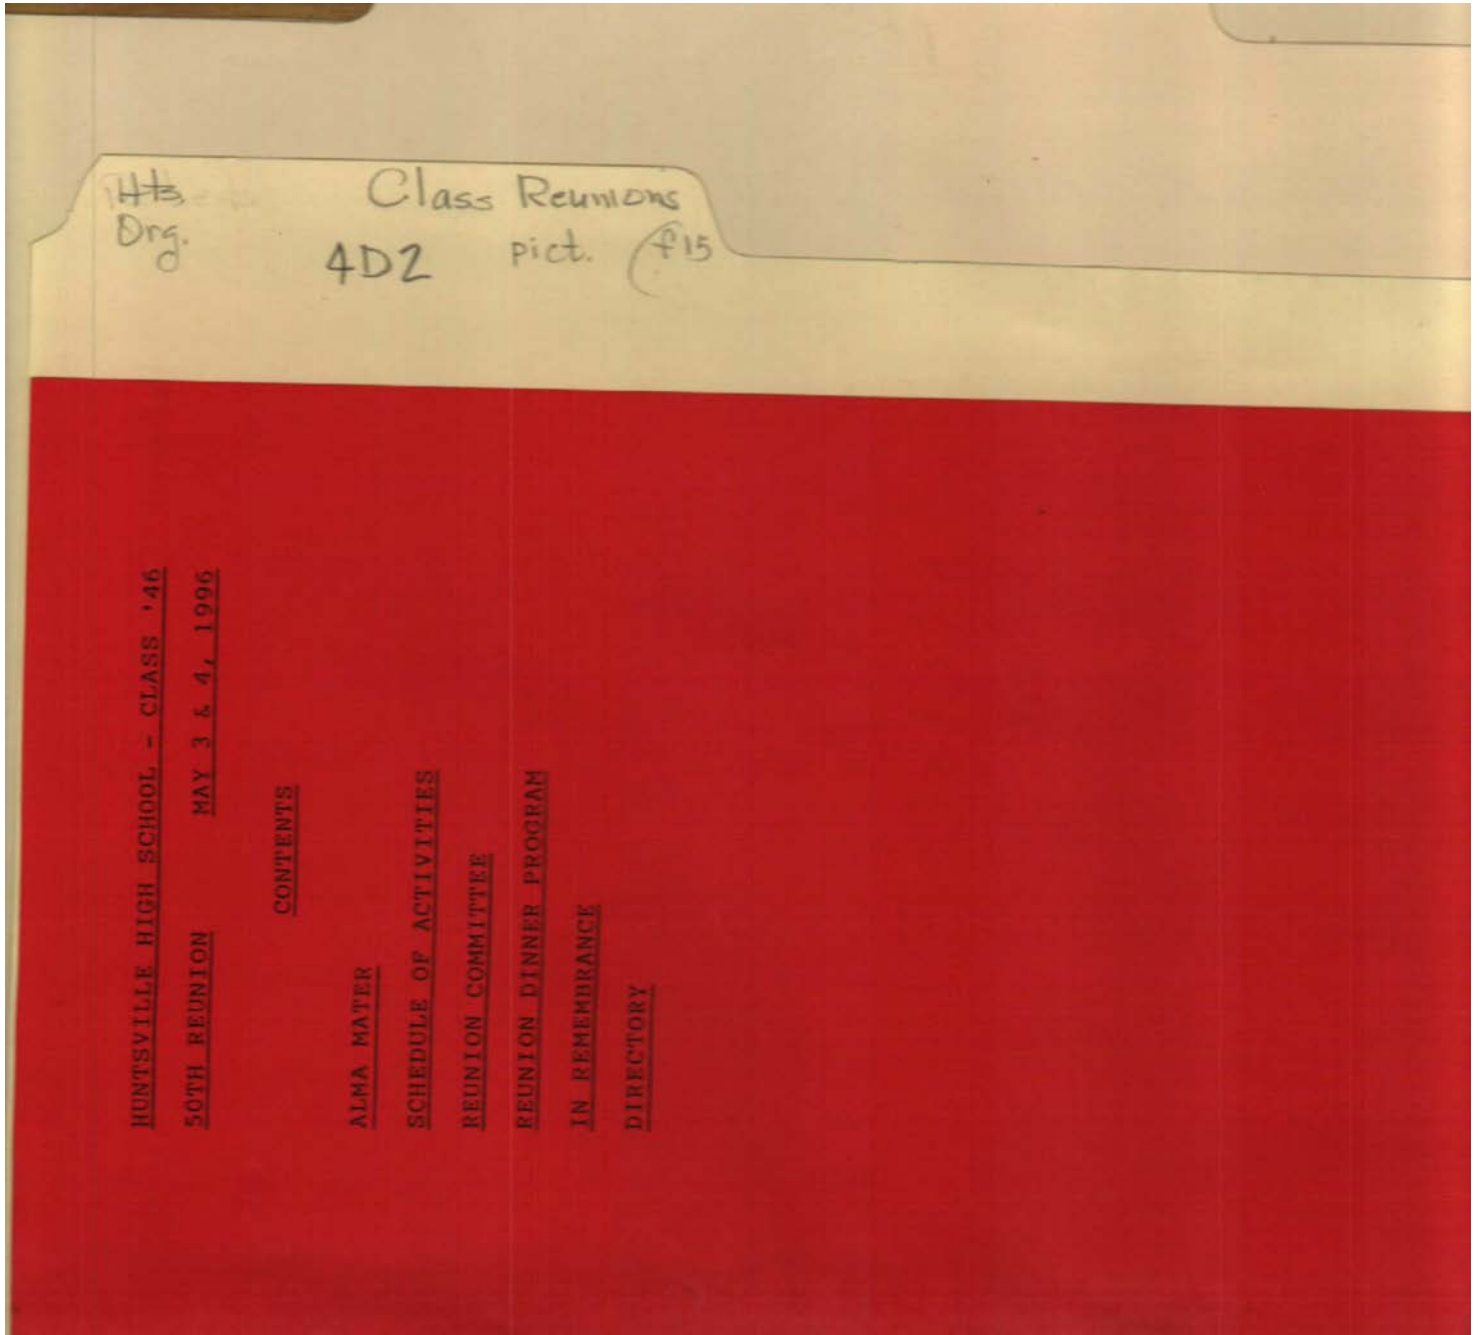 Hts. Class Reunions
Org. 4D2 pict. (f15
HUNTSVILLE HIGH SCHOOL - CLASS '46
50TH REUNION MAY 3 & 4, 1996
CONTENTS
ALMA MATER
SCHEDULE OF ACTIVITIES
REUNION COMMITTEE
REUNION DINNER PROGRAM
IN REMEMBRANCE
DIRECTORY